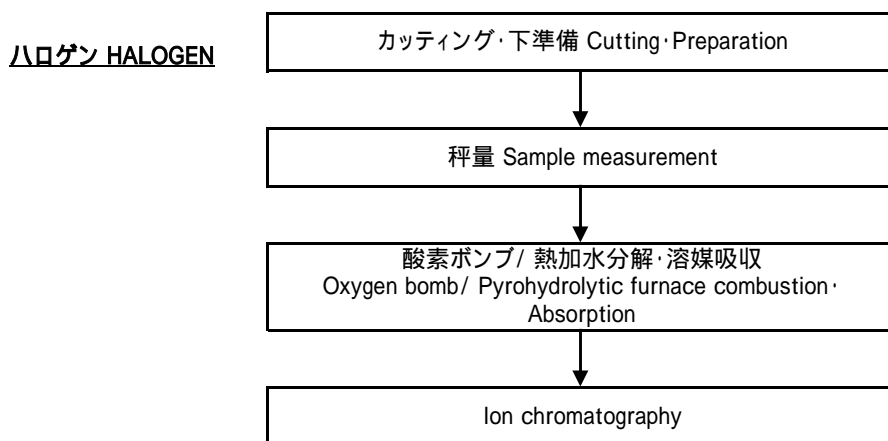 ハロゲン HALOGEN
カッティング･下準備 Cutting･Preparation
秤量 Sample measurement
酸素ボンブ/ 熱加水分解･溶媒吸収
Oxygen bomb/ Pyrohydrolytic furnace combustion･
Absorption
Ion chromatography